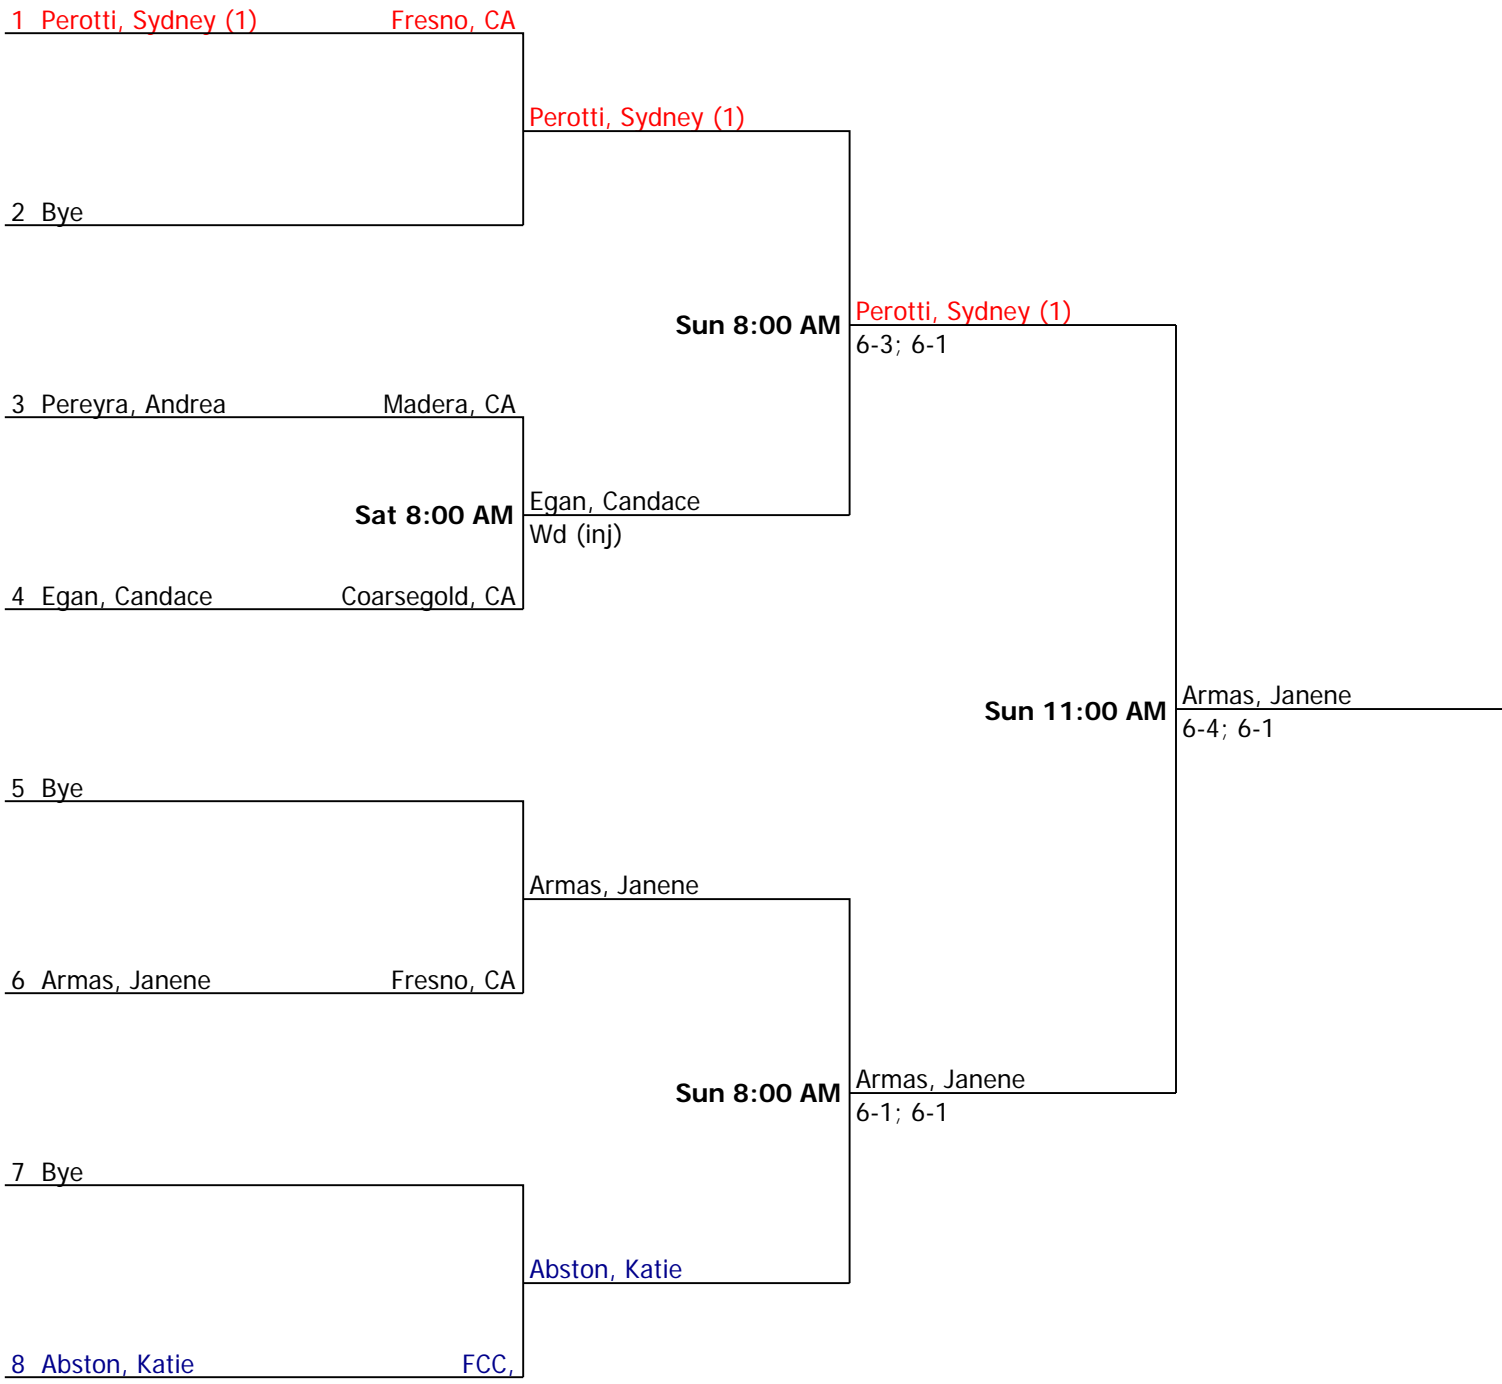 1 Perotti, Sydney (1) Fresno, CA
Perotti, Sydney (1)
2 Bye
Sun 8:00 AM
Perotti, Sydney (1)
6-3; 6-1
3 Pereyra, Andrea Madera, CA
Sat 8:00 AM
Egan, Candace
Wd (inj)
4 Egan, Candace Coarsegold, CA
Sun 11:00 AM
Armas, Janene
6-4; 6-1
5 Bye
Armas, Janene
6 Armas, Janene Fresno, CA
Sun 8:00 AM
Armas, Janene
6-1; 6-1
7 Bye
Abston, Katie
8 Abston, Katie FCC,